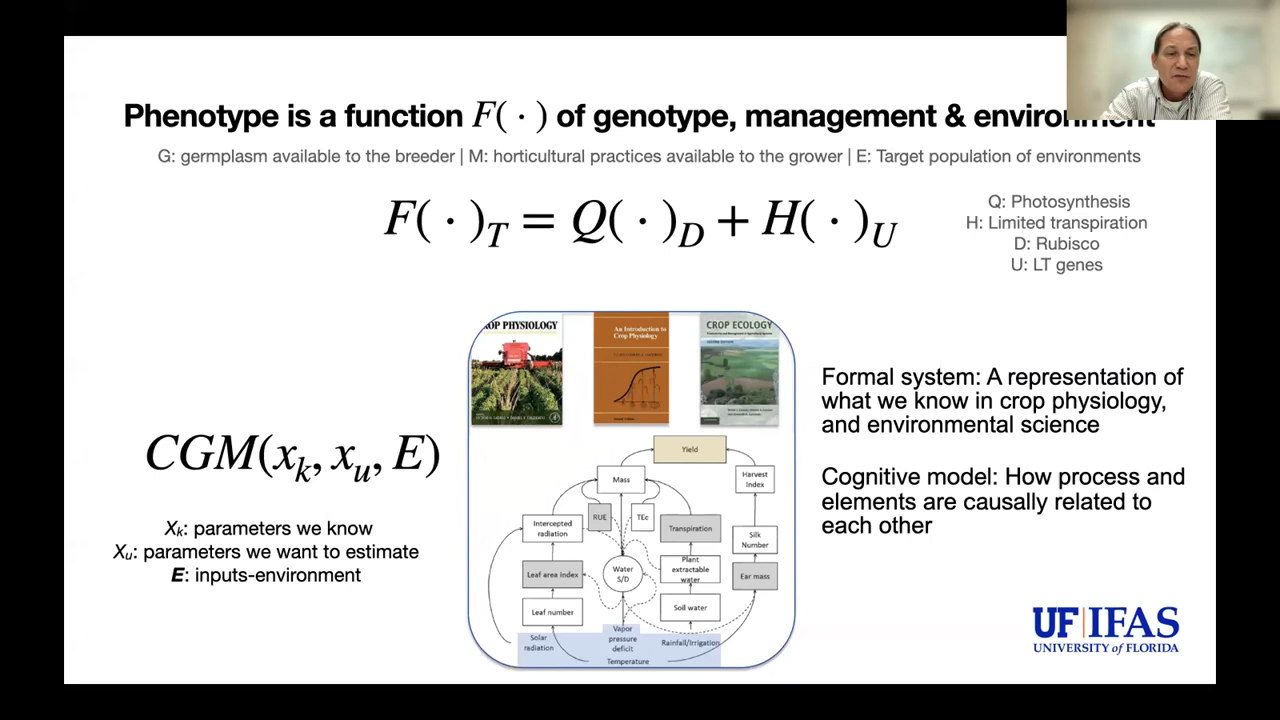 Phenotype is a function F( · ) of genotype, management & environment
G: germplasm available to the breeder | M: horticultural practices available to the grower | E: Target population of environments
F( · )T = Q( · )D + H( · )U
Q: Photosynthesis
H: Limited transpiration
D: Rubisco
U: LT genes
CROP PHYSIOLOGY
An Introduction to
Crop Physiology
CROP ECOLOGY
CGM(xk, xu, E)
Xk: parameters we know
Xu: parameters we want to estimate
E: inputs-environment
Yield
Mass
Harvest
Index
RUE
TEc
Intercepted
radiation
Transpiration
Silk
Number
Water
S/D
Plant
extractable
water
Leaf area index
Ear mass
Leaf number
Soil water
Solar
radiation
Vapor
pressure
deficit
Rainfall/Irrigation
Temperature
Formal system: A representation of
what we know in crop physiology,
and environmental science
Cognitive model: How process and
elements are causally related to
each other
UF|IFAS
UNIVERSITY of FLORIDA